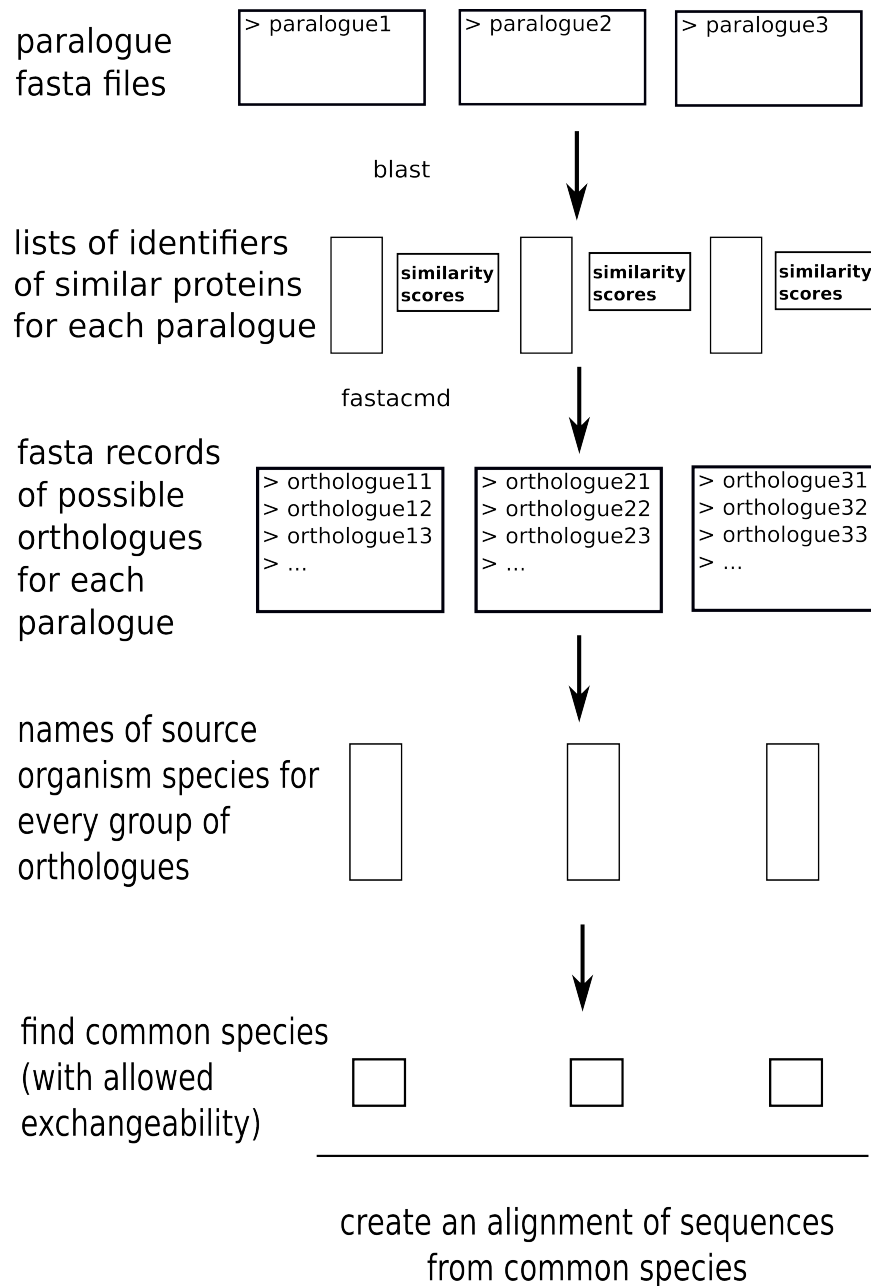 paralogue
fasta files
> paralogue1
> paralogue2
> paralogue3
blast
lists of identifiers
of similar proteins
for each paralogue
similarity
scores
similarity
scores
similarity
scores
fastacmd
fasta records
of possible
orthologues
for each
paralogue
> orthologue11
> orthologue12
> orthologue13
> ...
> orthologue21
> orthologue22
> orthologue23
> ...
> orthologue31
> orthologue32
> orthologue33
> ...
names of source
organism species for
every group of
orthologues
find common species
(with allowed
exchangeability)
create an alignment of sequences
from common species